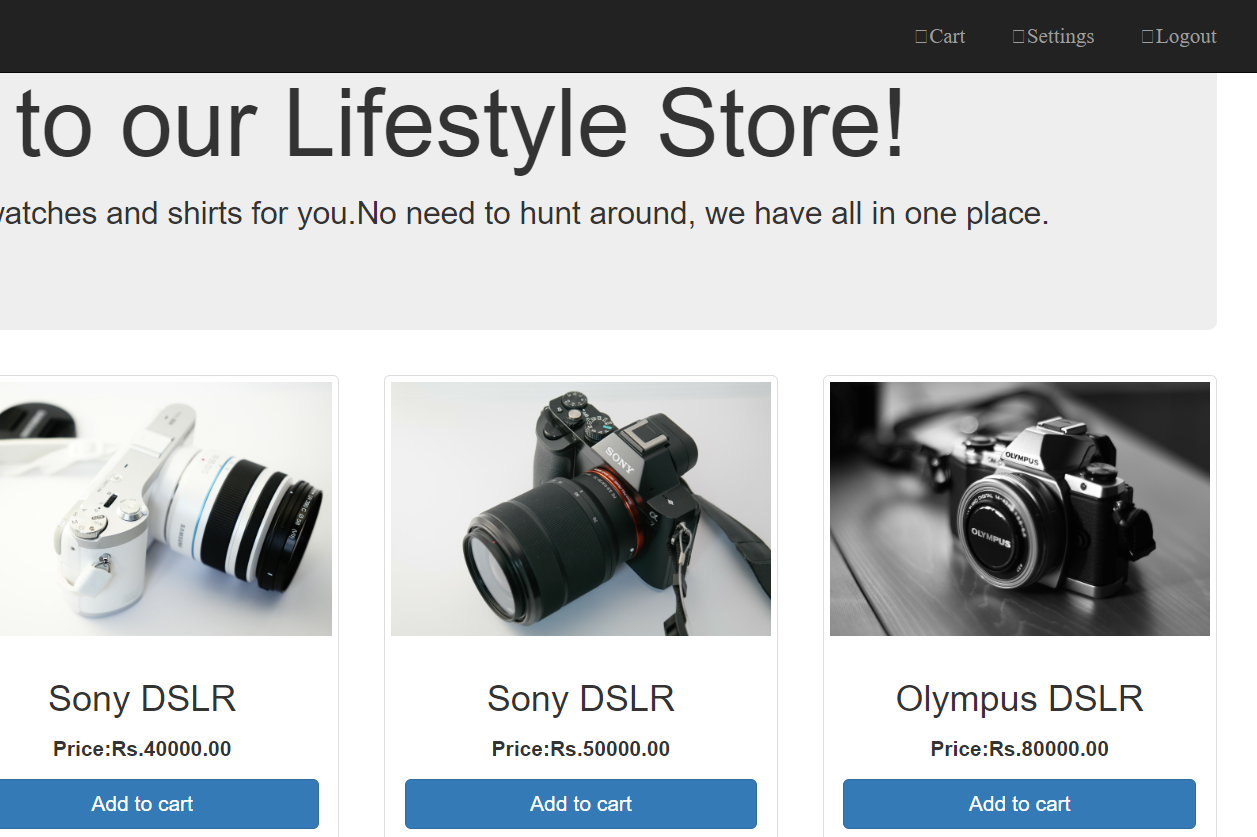 Cart Settings Logout
to our Lifestyle Store!
watches and shirts for you.No need to hunt around, we have all in one place.
SONY
OLYMPUS
OLYMPUS
Sony DSLR
Sony DSLR
Olympus DSLR
Price:Rs.40000.00
Price:Rs.50000.00
Price:Rs.80000.00
Add to cart
Add to cart
Add to cart